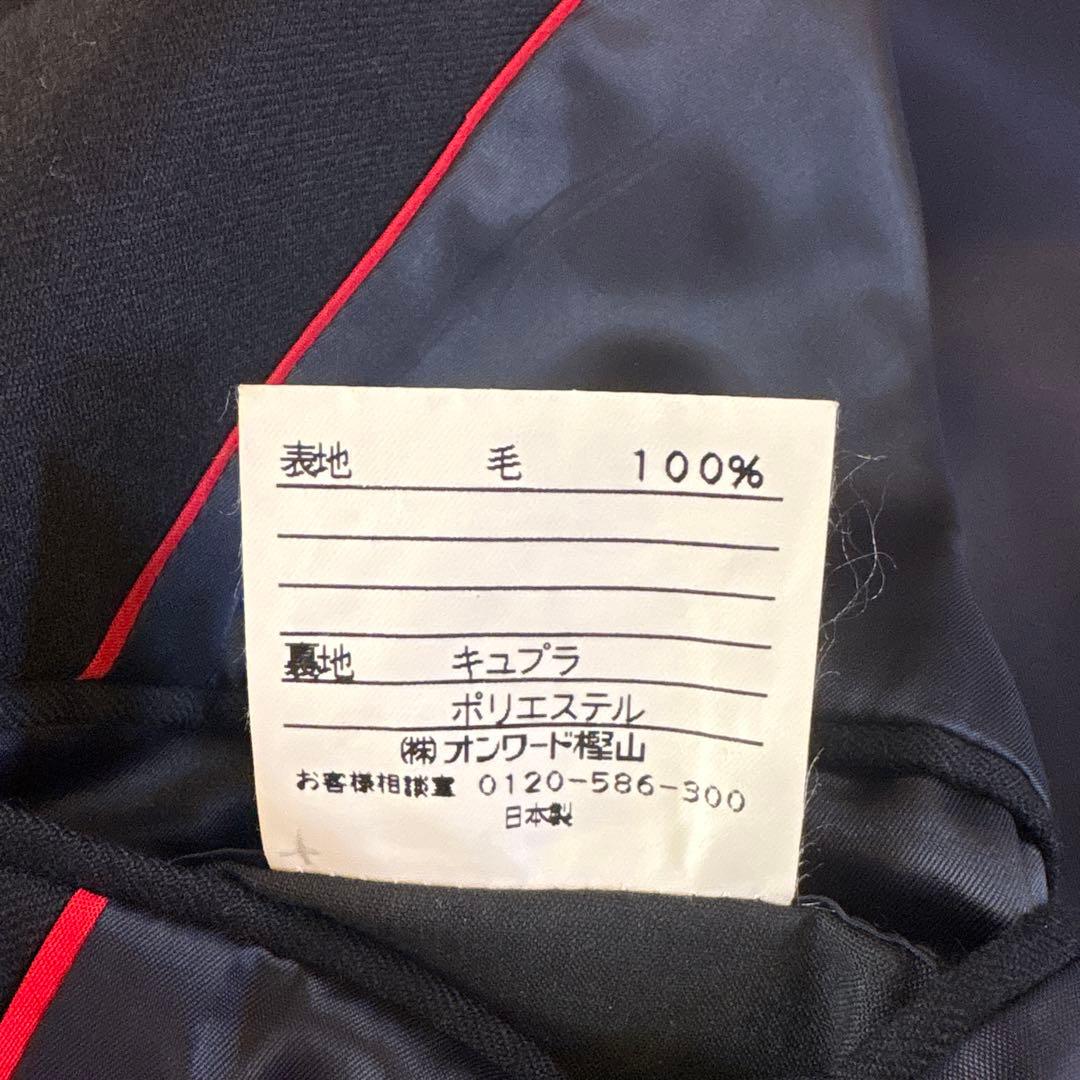 表地 毛 100%
裏地 キュプラ
ポリエステル
(株)オンワード樫山
お客様相談室 0120-586-300
日本製